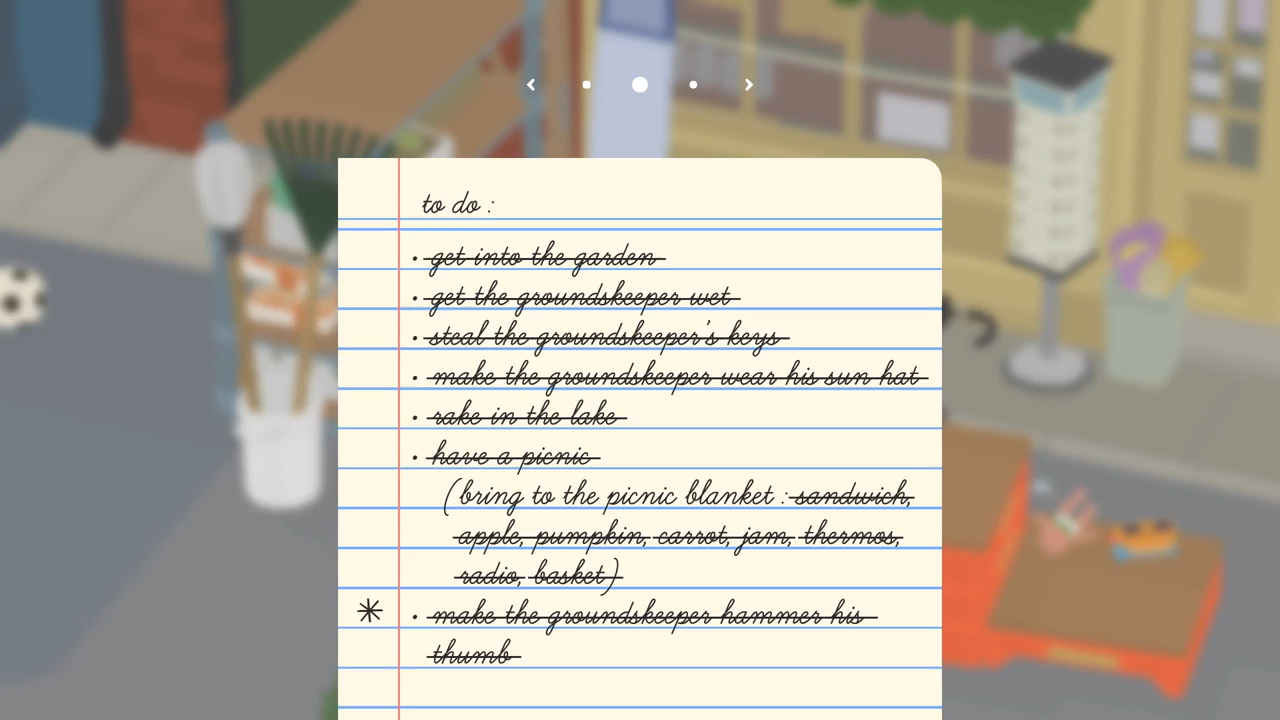 to do :
• get into the garden
• get the groundskeeper wet
• steal the groundskeeper's keys
• make the groundskeeper wear his sun hat
• rake in the lake
• have a picnic
(bring to the picnic blanket : sandwich,
apple, pumpkin, carrot, jam, thermos,
radio, basket)
• make the groundskeeper hammer his
thumb